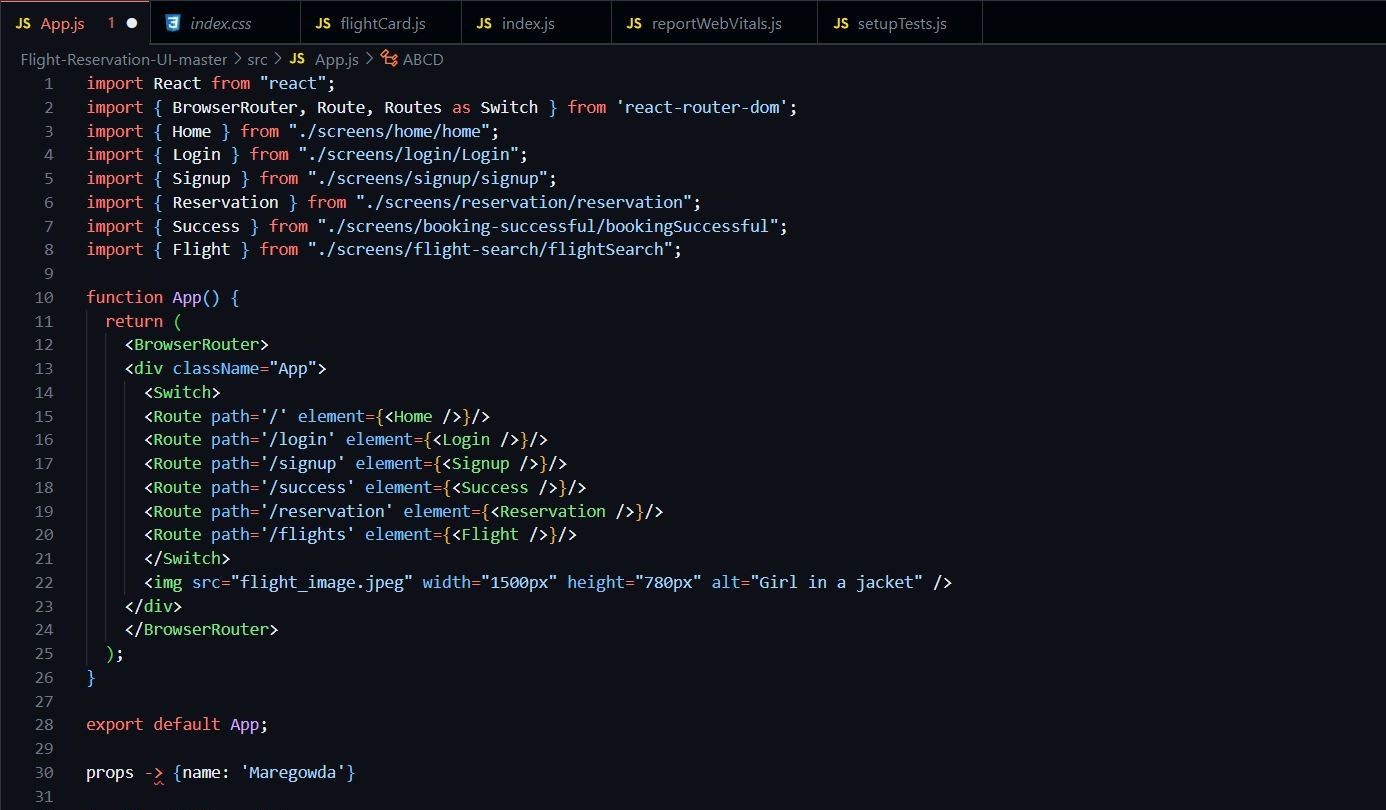 JS App.js 1 index.css JS flightCard.js JS index.js JS reportWebVitals.js JS setupTests.js
Flight-Reservation-UI-master > src > JS App.js > ABCD
1 import React from "react";
2 import { BrowserRouter, Route, Routes as Switch } from 'react-router-dom';
3 import { Home } from "./screens/home/home";
4 import { Login } from "./screens/login/Login";
5 import { Signup } from "./screens/signup/signup";
6 import { Reservation } from "./screens/reservation/reservation";
7 import { Success } from "./screens/booking-successful/bookingSuccessful";
8 import { Flight } from "./screens/flight-search/flightSearch";
9
10 function App() {
11   return (
12     <BrowserRouter>
13     <div className="App">
14       <Switch>
15       <Route path='/' element={<Home />}/>
16       <Route path='/login' element={<Login />}/>
17       <Route path='/signup' element={<Signup />}/>
18       <Route path='/success' element={<Success />}/>
19       <Route path='/reservation' element={<Reservation />}/>
20       <Route path='/flights' element={<Flight />}/>
21       </Switch>
22       <img src="flight_image.jpeg" width="1500px" height="780px" alt="Girl in a jacket" />
23     </div>
24     </BrowserRouter>
25   );
26 }
27
28 export default App;
29
30 props -> {name: 'Maregowda'}
31